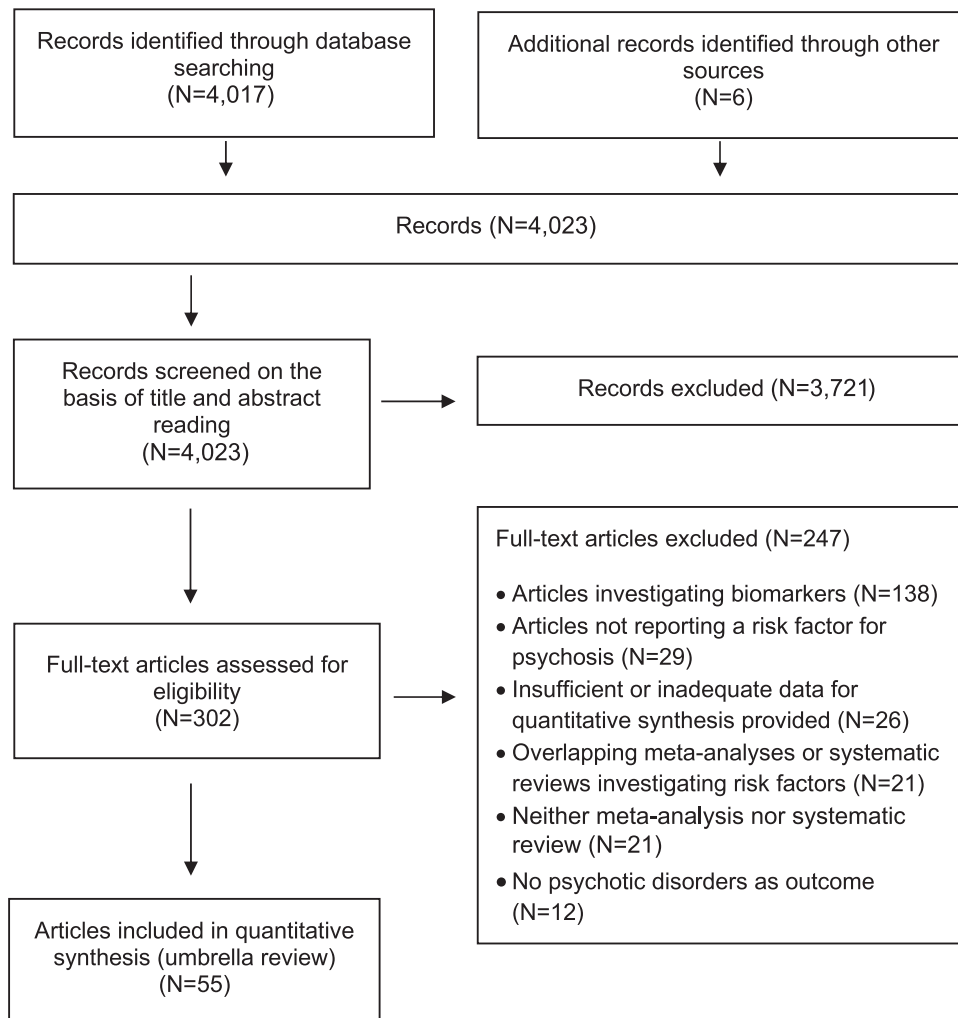 Records identified through database
searching
(N=4,017)
Additional records identified through other
sources
(N=6)
Records (N=4,023)
Records screened on the
basis of title and abstract
reading
(N=4,023)
Records excluded (N=3,721)
Full-text articles assessed for
eligibility
(N=302)
Full-text articles excluded (N=247)
• Articles investigating biomarkers (N=138)
• Articles not reporting a risk factor for
psychosis (N=29)
• Insufficient or inadequate data for
quantitative synthesis provided (N=26)
• Overlapping meta-analyses or systematic
reviews investigating risk factors (N=21)
• Neither meta-analysis nor systematic
review (N=21)
• No psychotic disorders as outcome
(N=12)
Articles included in quantitative
synthesis (umbrella review)
(N=55)